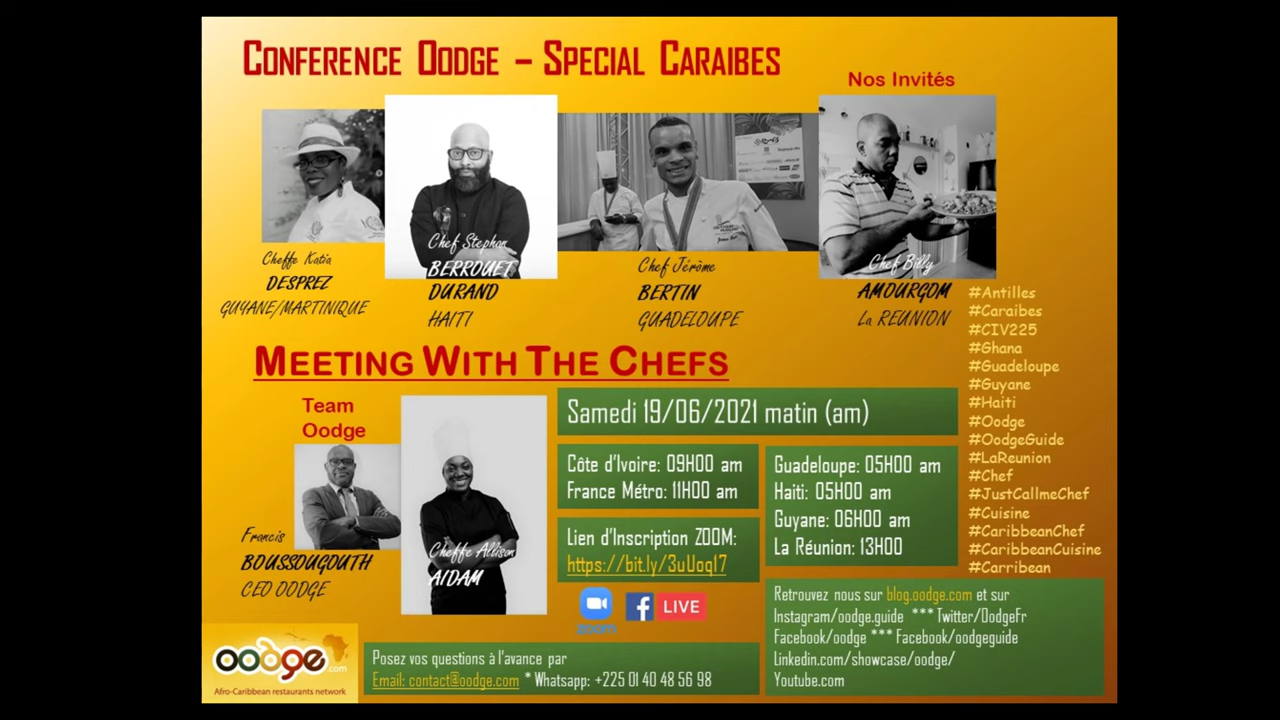 CONFERENCE OODGE – SPECIAL CARAIBES
Nos Invités
Cheffe Katia
DESPREZ
GUYANE/MARTINIQUE
Chef Stephan
BERROUET
DURAND
HAITI
Chef Jérôme
BERTIN
GUADELOUPE
Chef Billy
AMOURGOM
La REUNION
#Antilles
#Caraibes
#CIV225
#Ghana
#Guadeloupe
#Guyane
#Haiti
#Oodge
#OodgeGuide
#LaReunion
#Chef
#JustCallmeChef
#Cuisine
#CaribbeanChef
#CaribbeanCuisine
#Carribean
MEETING WITH THE CHEFS
Team
Oodge
Francis
BOUSSOUGOUTH
CEO OODGE
Cheffe Allison
AIDAM
Samedi 19/06/2021 matin (am)
Côte d'Ivoire: 09H00 am
France Métro: 11H00 am
Guadeloupe: 05H00 am
Haiti: 05H00 am
Guyane: 06H00 am
La Réunion: 13H00
Lien d'Inscription ZOOM:
https://bit.ly/3uUoq17
zoom
LIVE
Retrouvez nous sur blog.oodge.com et sur
Instagram/oodge.guide *** Twitter/OodgeFr
Facebook/oodge *** Facebook/oodgeguide
Linkedin.com/showcase/oodge/
Youtube.com
oodge.com
Afro-Caribbean restaurants network
Posez vos questions à l'avance par
Email: contact@oodge.com * Whatsapp: +225 01 40 48 56 98